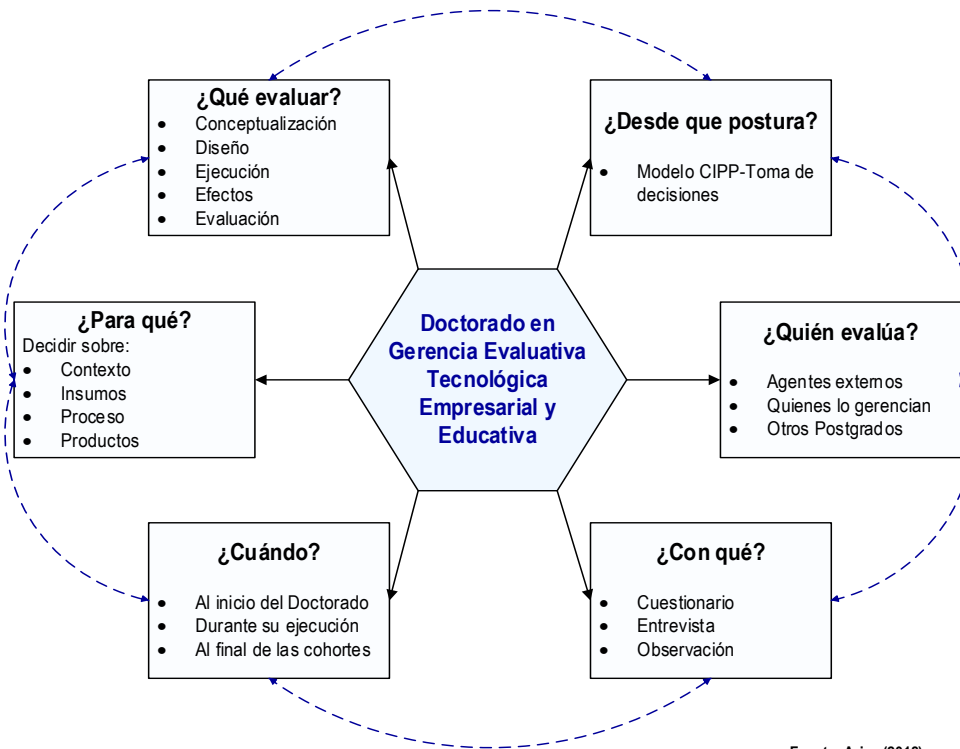 ¿Qué evaluar?
• Conceptualización
• Diseño
• Ejecución
• Efectos
• Evaluación
¿Desde que postura?
• Modelo CIPP-Toma de
decisiones
¿Para qué?
Decidir sobre:
• Contexto
• Insumos
• Proceso
• Productos
Doctorado en
Gerencia Evaluativa
Tecnológica
Empresarial y
Educativa
¿Quién evalúa?
• Agentes externos
• Quienes lo gerencian
• Otros Postgrados
¿Cuándo?
• Al inicio del Doctorado
• Durante su ejecución
• Al final de las cohortes
¿Con qué?
• Cuestionario
• Entrevista
• Observación